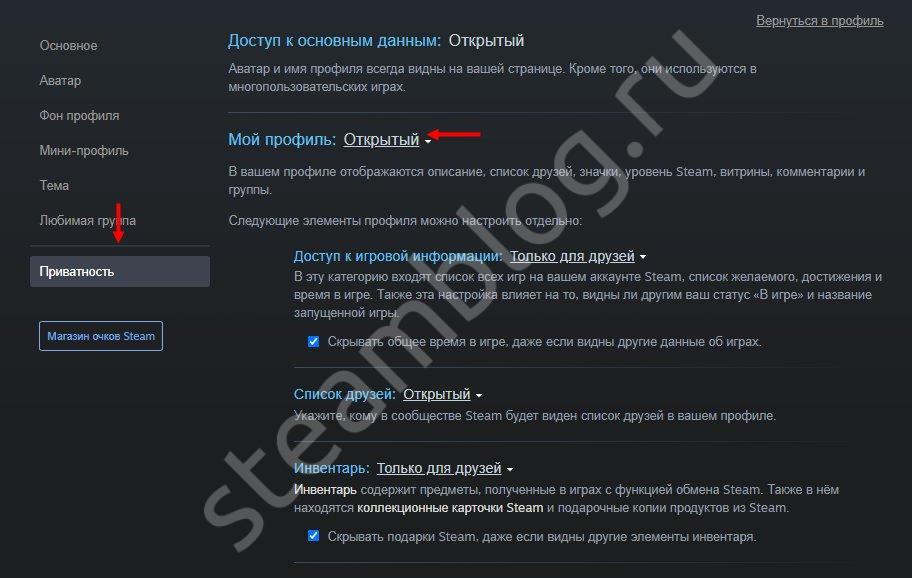 Вернуться в профиль
Основное
Аватар
Фон профиля
Мини-профиль
Тема
Любимая группа
Приватность
Магазин очков Steam
Доступ к основным данным: Открытый
Аватар и имя профиля всегда видны на вашей странице. Кроме того, они используются в
многопользовательских играх.
Мой профиль: Открытый
В вашем профиле отображаются описание, список друзей, значки, уровень Steam, витрины, комментарии и
группы.
Следующие элементы профиля можно настроить отдельно:
Доступ к игровой информации: Только для друзей
В эту категорию входят список всех игр на вашем аккаунте Steam, список желаемого, достижения и
время в игре. Также эта настройка влияет на то, видны ли другим ваш статус «В игре» и название
запущенной игры.
Скрывать общее время в игре, даже если видны другие данные об играх.
Список друзей: Открытый
Укажите, кому в сообществе Steam будет виден список друзей в вашем профиле.
Инвентарь: Только для друзей
Инвентарь содержит предметы, полученные в играх с функцией обмена Steam. Также в нём
находятся коллекционные карточки Steam и подарочные копии продуктов из Steam.
Скрывать подарки Steam, даже если видны другие элементы инвентаря.
steamblog.ru